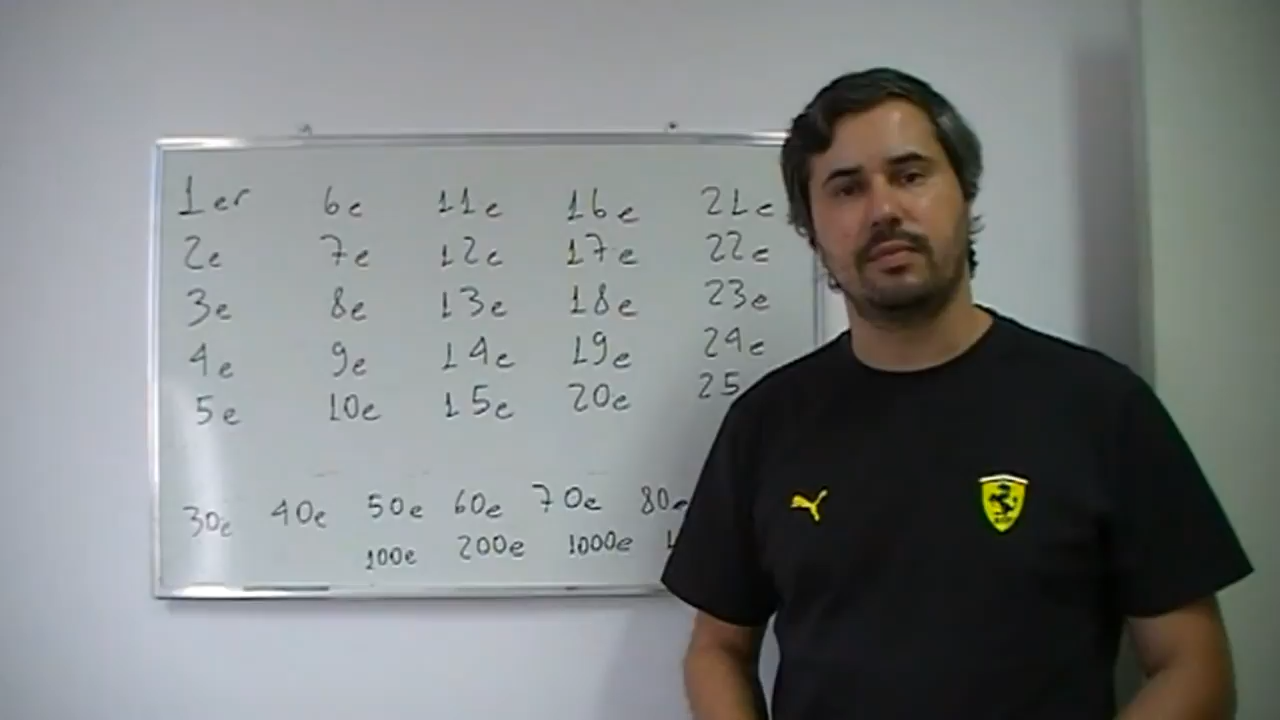 1er 6e 11e 16e 21e
2e 7e 12e 17e 22e
3e 8e 13e 18e 23e
4e 9e 14e 19e 24e
5e 10e 15e 20e 25
30e 40e 50e 60e 70e 80e
100e 200e 1000e